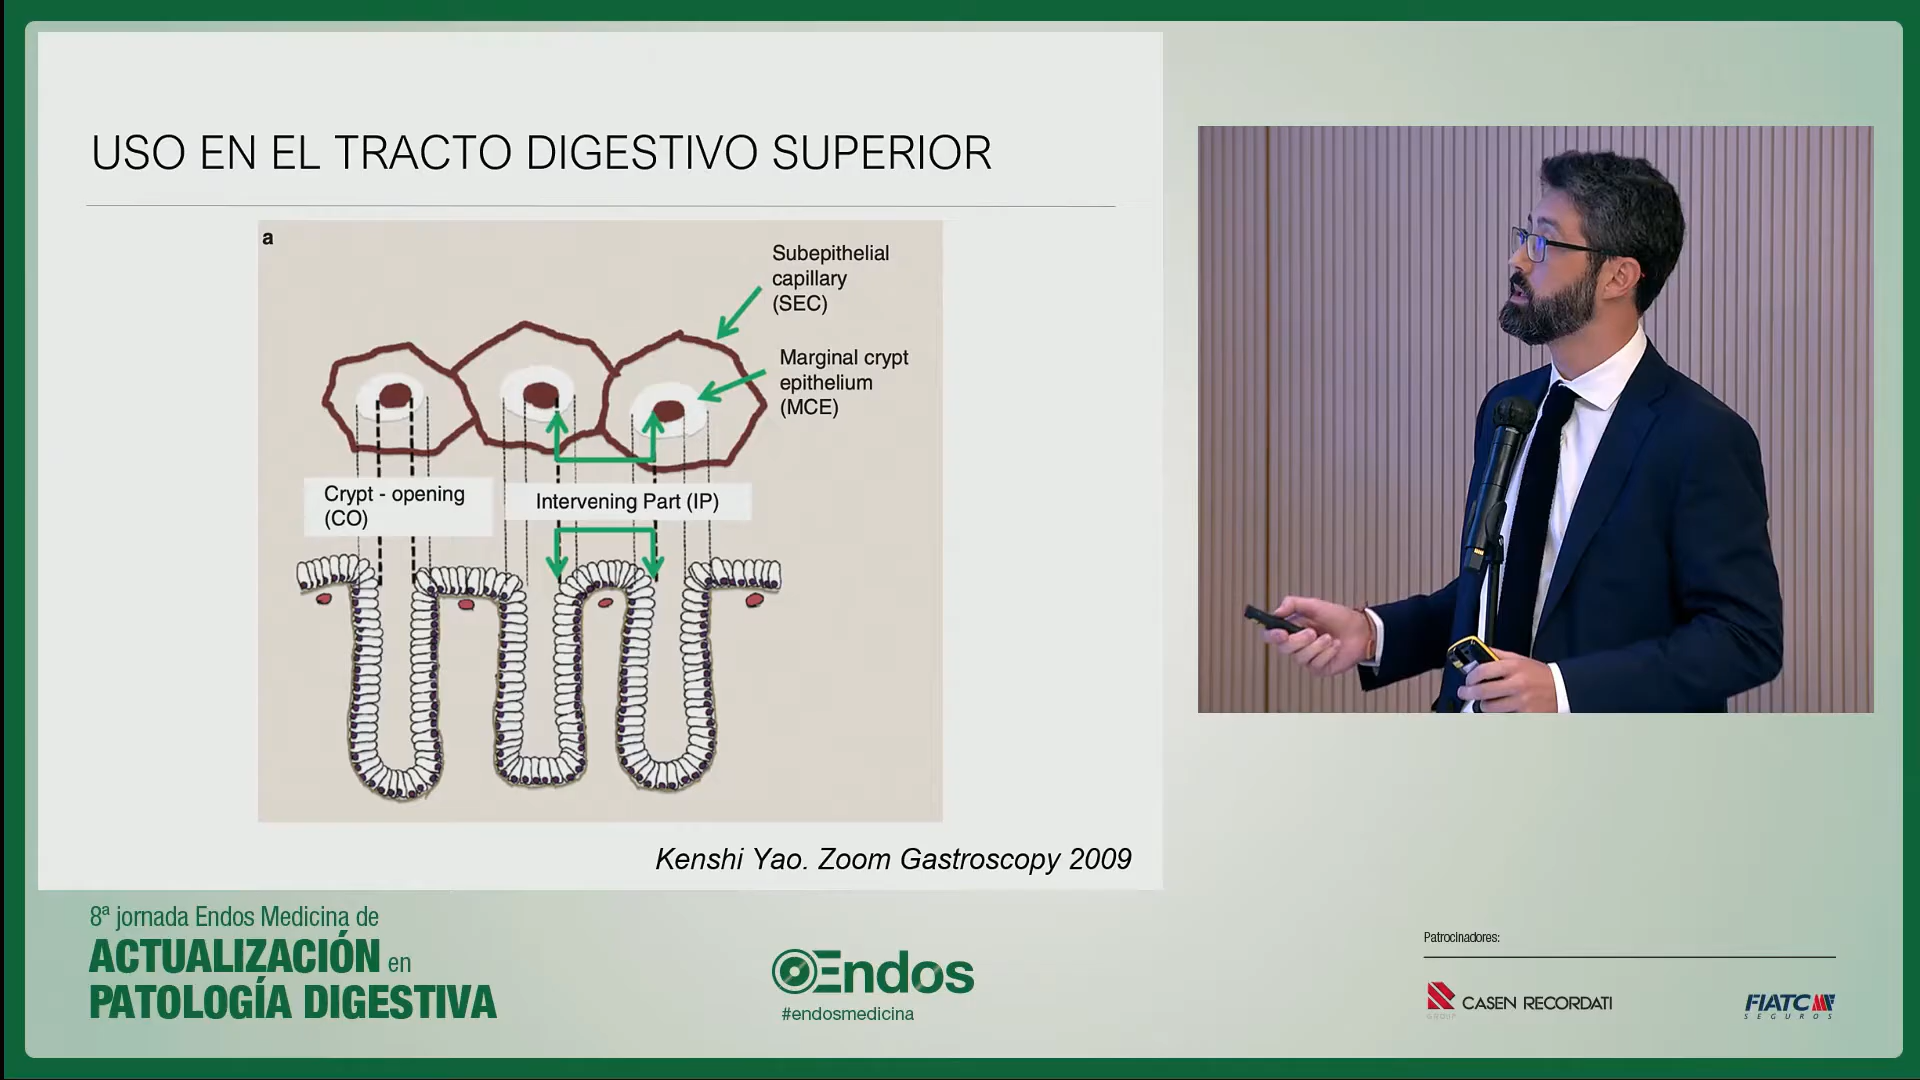 USO EN EL TRACTO DIGESTIVO SUPERIOR
a
Subepithelial
capillary
(SEC)
Marginal crypt
epithelium
(MCE)
Crypt - opening
(CO)
Intervening Part (IP)
Kenshi Yao. Zoom Gastroscopy 2009
8ª jornada Endos Medicina de
ACTUALIZACIÓN en
PATOLOGÍA DIGESTIVA
Endos
#endosmedicina
Patrocinadores:
CASEN RECORDATI
GROUP
FIATC
SEGUROS